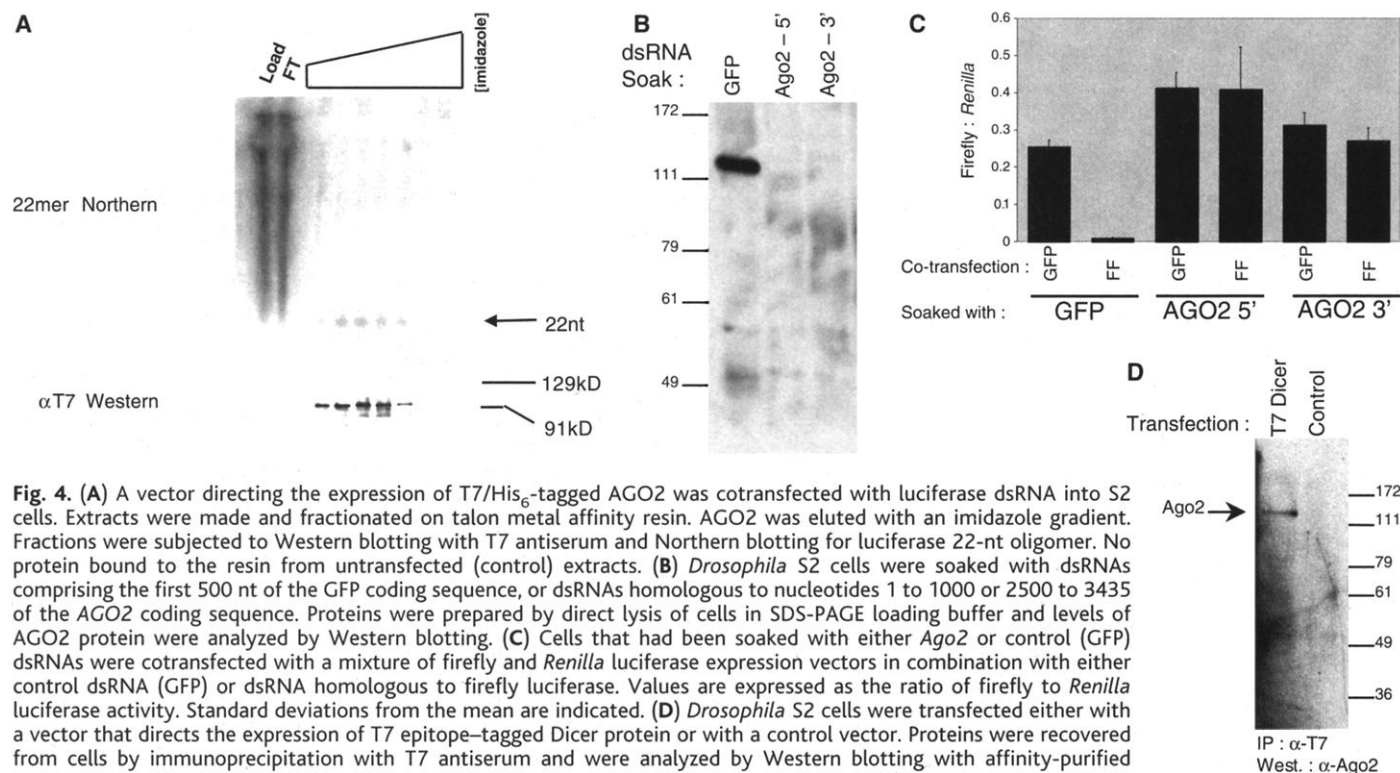 A
Load
FT
[imidazole]
22mer Northern
22nt
129kD
αT7 Western
91kD
B
dsRNA
Soak :
GFP
Ago2 – 5'
Ago2 – 3'
172
111
79
61
49
C
Firefly : Renilla
0.6
0.5
0.4
0.3
0.2
0.1
0
Co-transfection :
GFP
FF
GFP
FF
GFP
FF
Soaked with :
GFP
AGO2 5'
AGO2 3'
D
Transfection :
T7 Dicer
Control
Ago2
172
111
79
61
49
36
IP : α-T7
West. : α-Ago2
Fig. 4. (A) A vector directing the expression of T7/His6-tagged AGO2 was cotransfected with luciferase dsRNA into S2
cells. Extracts were made and fractionated on talon metal affinity resin. AGO2 was eluted with an imidazole gradient.
Fractions were subjected to Western blotting with T7 antiserum and Northern blotting for luciferase 22-nt oligomer. No
protein bound to the resin from untransfected (control) extracts. (B) Drosophila S2 cells were soaked with dsRNAs
comprising the first 500 nt of the GFP coding sequence, or dsRNAs homologous to nucleotides 1 to 1000 or 2500 to 3435
of the AGO2 coding sequence. Proteins were prepared by direct lysis of cells in SDS-PAGE loading buffer and levels of
AGO2 protein were analyzed by Western blotting. (C) Cells that had been soaked with either Ago2 or control (GFP)
dsRNAs were cotransfected with a mixture of firefly and Renilla luciferase expression vectors in combination with either
control dsRNA (GFP) or dsRNA homologous to firefly luciferase. Values are expressed as the ratio of firefly to Renilla
luciferase activity. Standard deviations from the mean are indicated. (D) Drosophila S2 cells were transfected either with
a vector that directs the expression of T7 epitope–tagged Dicer protein or with a control vector. Proteins were recovered
from cells by immunoprecipitation with T7 antiserum and were analyzed by Western blotting with affinity-purified